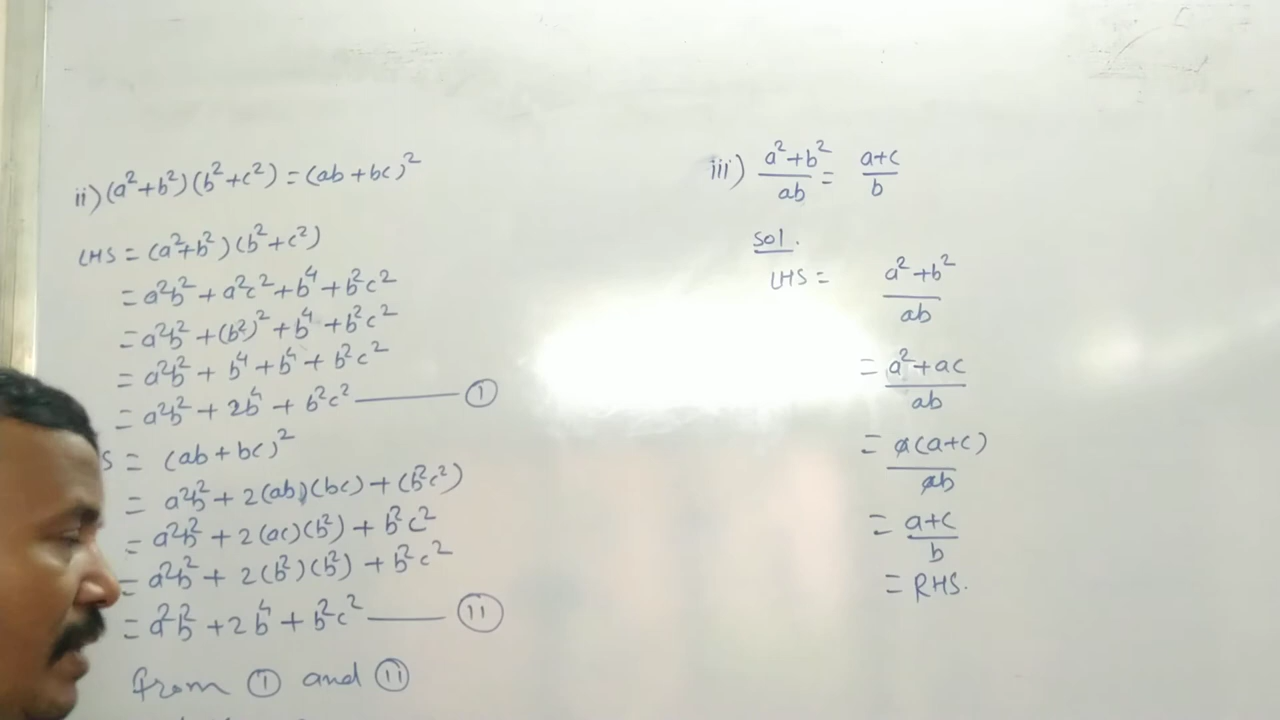 ii) (a²+b²)(b²+c²) = (ab+bc)²
LHS = (a²+b²)(b²+c²)
= a²b² + a²c² + b⁴ + b²c²
= a²b² + (b²)² + b⁴ + b²c²
= a²b² + b⁴ + b⁴ + b²c²
= a²b² + 2b⁴ + b²c² ——— ①
S = (ab+bc)²
= a²b² + 2(ab)(bc) + (b²c²)
= a²b² + 2(ac)(b²) + b²c²
= a²b² + 2(b²)(b²) + b²c²
= a²b² + 2b⁴ + b²c² ——— ⑪
from ① and ⑪
iii) (a²+b²)/ab = (a+c)/b
Sol.
LHS = (a²+b²)/ab
= (a²+ac)/ab
= a(a+c)/ab
= (a+c)/b
= RHS.